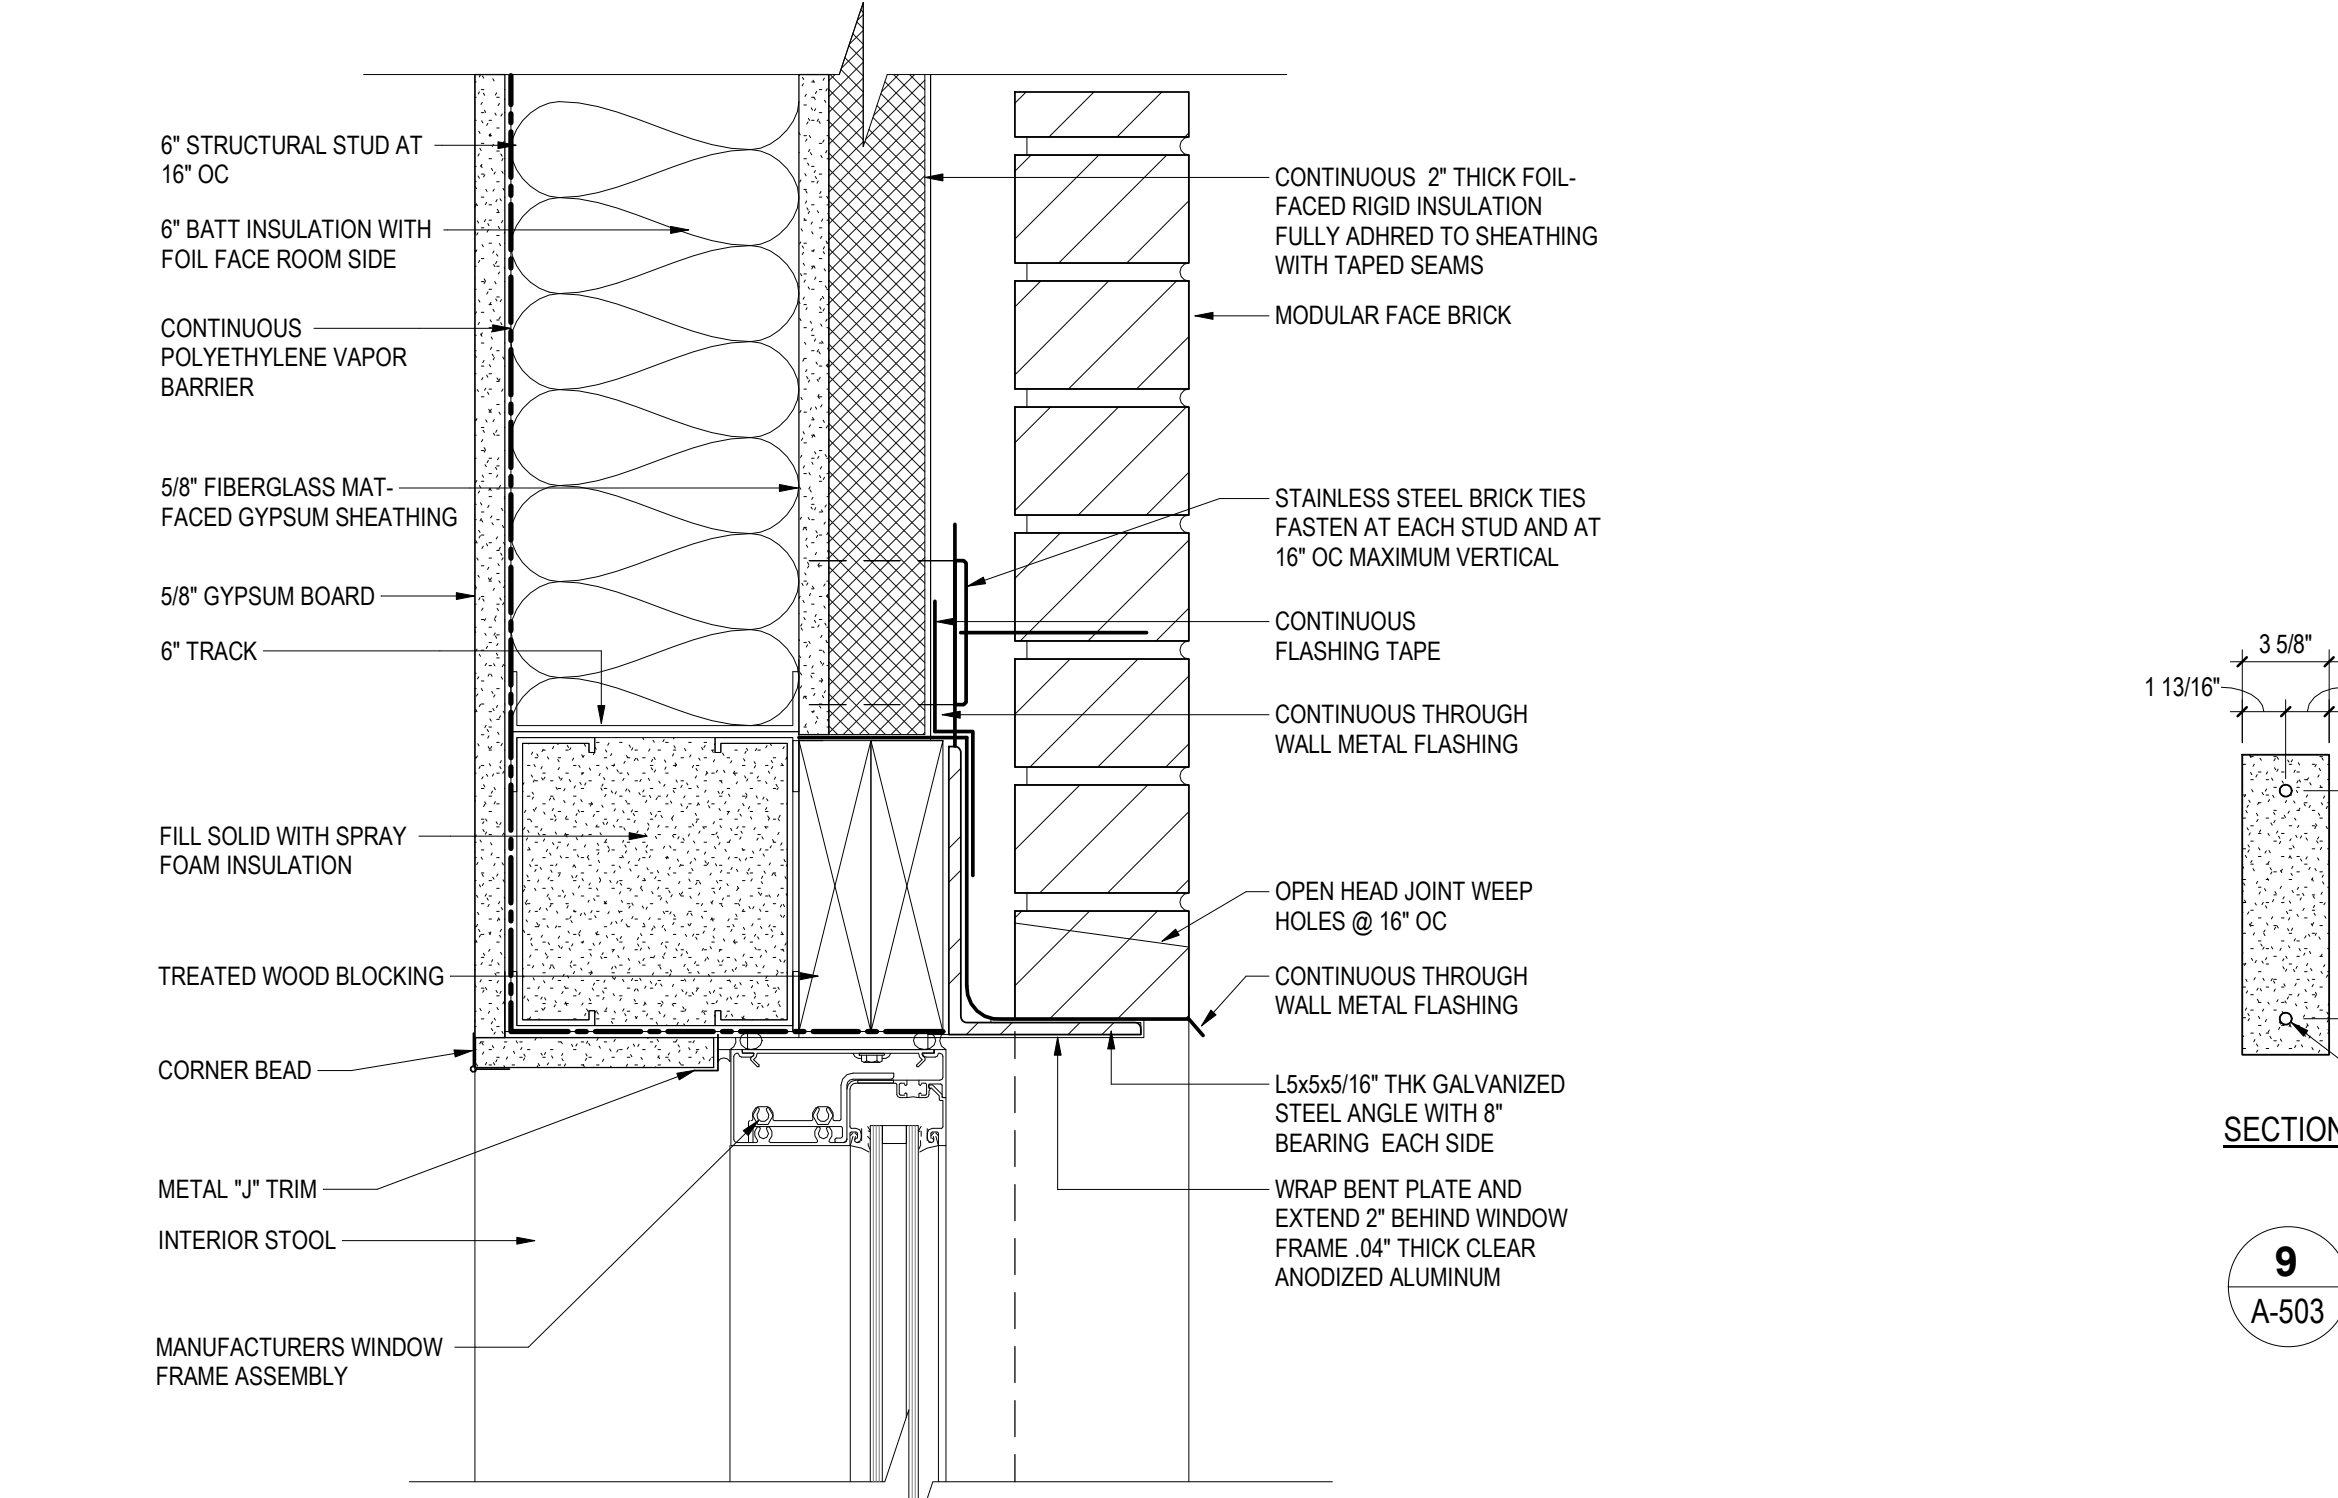 6" STRUCTURAL STUD AT
16" OC
6" BATT INSULATION WITH
FOIL FACE ROOM SIDE
CONTINUOUS
POLYETHYLENE VAPOR
BARRIER
5/8" FIBERGLASS MAT-
FACED GYPSUM SHEATHING
5/8" GYPSUM BOARD
6" TRACK
FILL SOLID WITH SPRAY
FOAM INSULATION
TREATED WOOD BLOCKING
CORNER BEAD
METAL "J" TRIM
INTERIOR STOOL
MANUFACTURERS WINDOW
FRAME ASSEMBLY
CONTINUOUS 2" THICK FOIL-
FACED RIGID INSULATION
FULLY ADHRED TO SHEATHING
WITH TAPED SEAMS
MODULAR FACE BRICK
STAINLESS STEEL BRICK TIES
FASTEN AT EACH STUD AND AT
16" OC MAXIMUM VERTICAL
CONTINUOUS
FLASHING TAPE
CONTINUOUS THROUGH
WALL METAL FLASHING
OPEN HEAD JOINT WEEP
HOLES @ 16" OC
CONTINUOUS THROUGH
WALL METAL FLASHING
L5x5x5/16" THK GALVANIZED
STEEL ANGLE WITH 8"
BEARING EACH SIDE
WRAP BENT PLATE AND
EXTEND 2" BEHIND WINDOW
FRAME .04" THICK CLEAR
ANODIZED ALUMINUM
3 5/8"
1 13/16"
SECTION
9
A-503